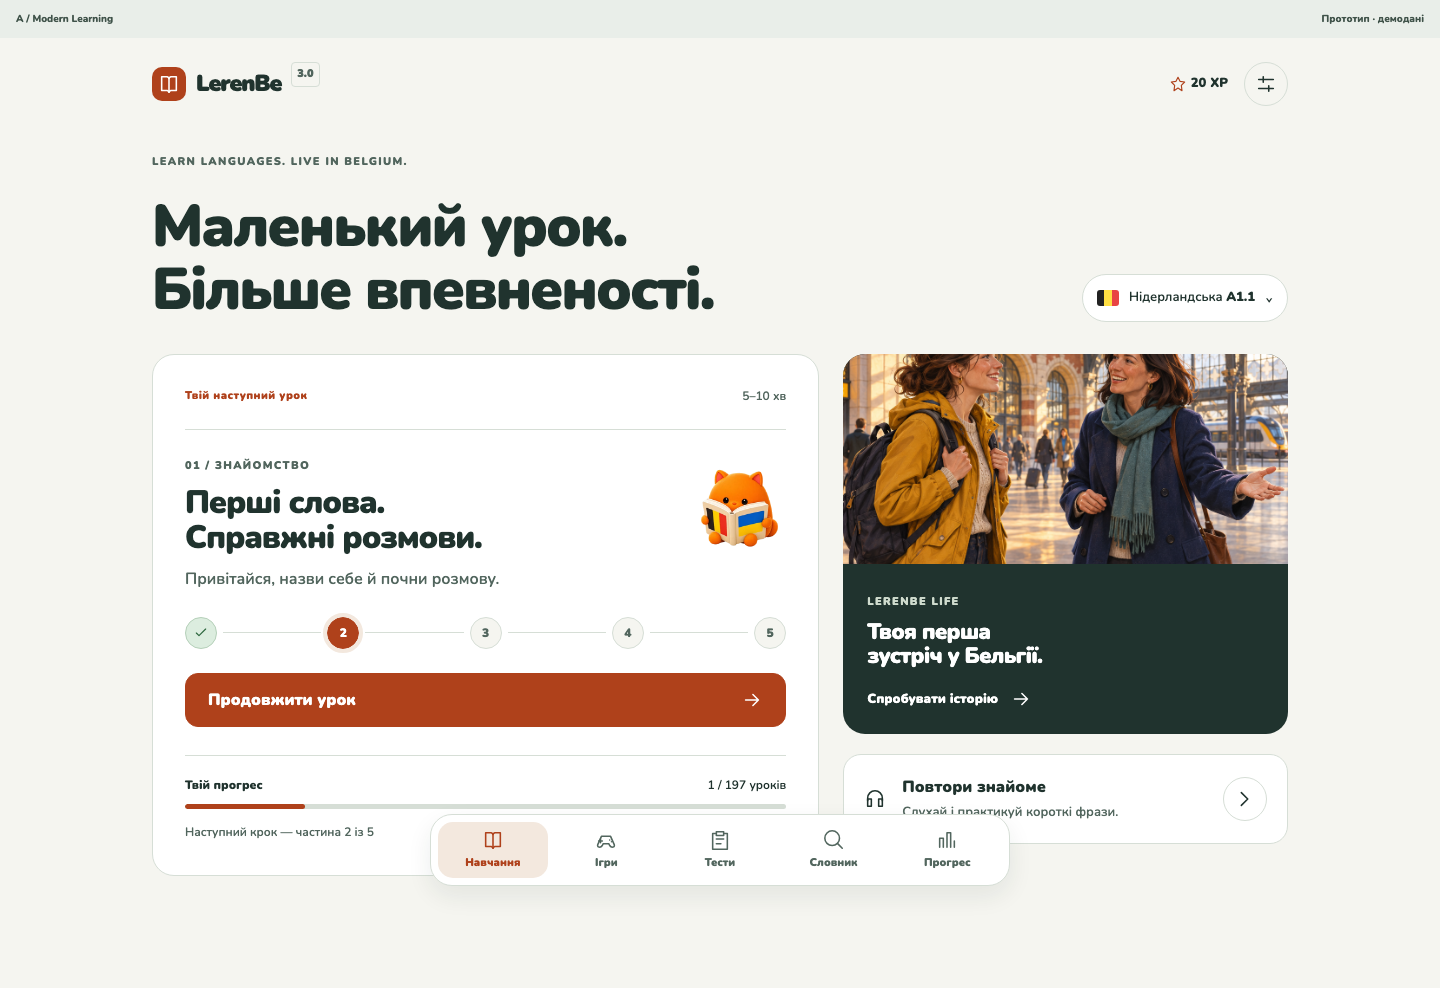 A / Modern Learning
Прототип · демодані
LerenBe
3.0
20 XP
LEARN LANGUAGES. LIVE IN BELGIUM.
Маленький урок.
Більше впевненості.
Нідерландська A1.1
Твій наступний урок
5–10 хв
01 / ЗНАЙОМСТВО
Перші слова.
Справжні розмови.
Привітайся, назви себе й почни розмову.
2
3
4
5
Продовжити урок
Твій прогрес
1 / 197 уроків
Наступний крок — частина 2 із 5
LERENBE LIFE
Твоя перша
зустріч у Бельгії.
Спробувати історію
Повтори знайоме
Слухай і практикуй короткі фрази.
Навчання
Ігри
Тести
Словник
Прогрес